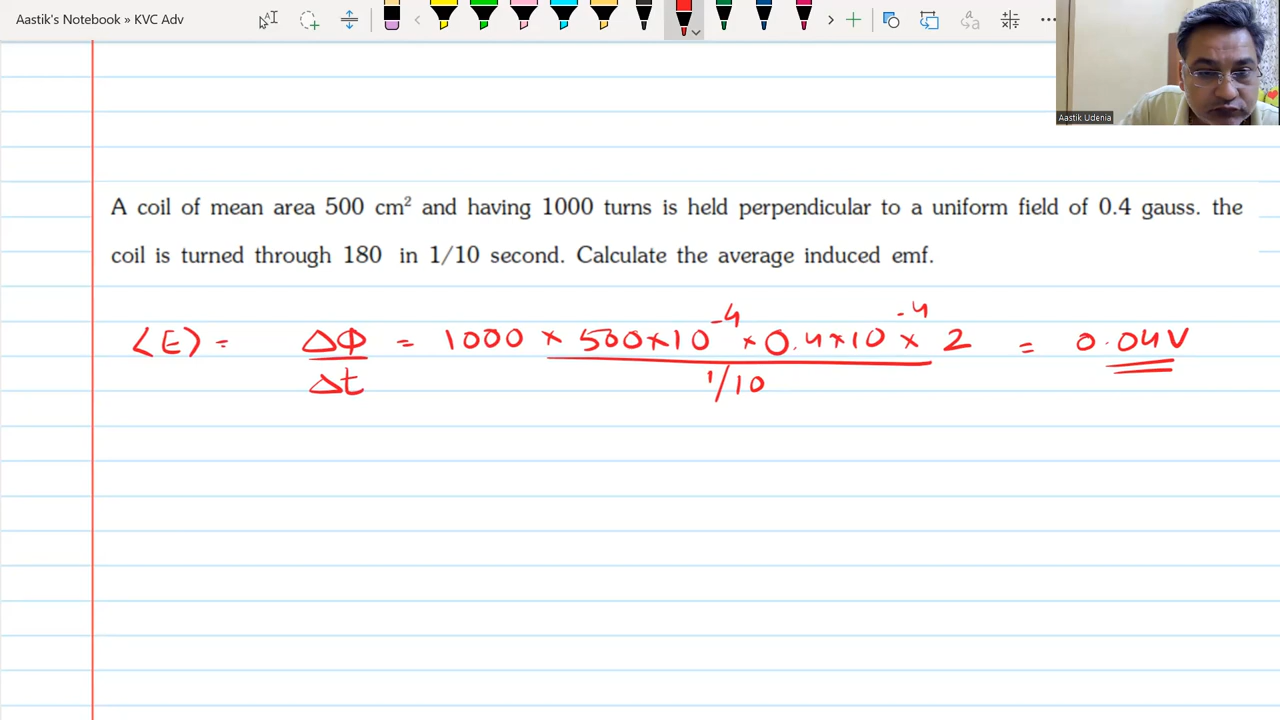 Aastik's Notebook » KVC Adv
Aastik Udenia
A coil of mean area 500 cm² and having 1000 turns is held perpendicular to a uniform field of 0.4 gauss. the
coil is turned through 180 in 1/10 second. Calculate the average induced emf.
⟨E⟩ = ΔΦ/Δt = 1000 × 500×10⁻⁴ × 0.4×10⁻⁴ × 2 / 1/10 = 0.04V